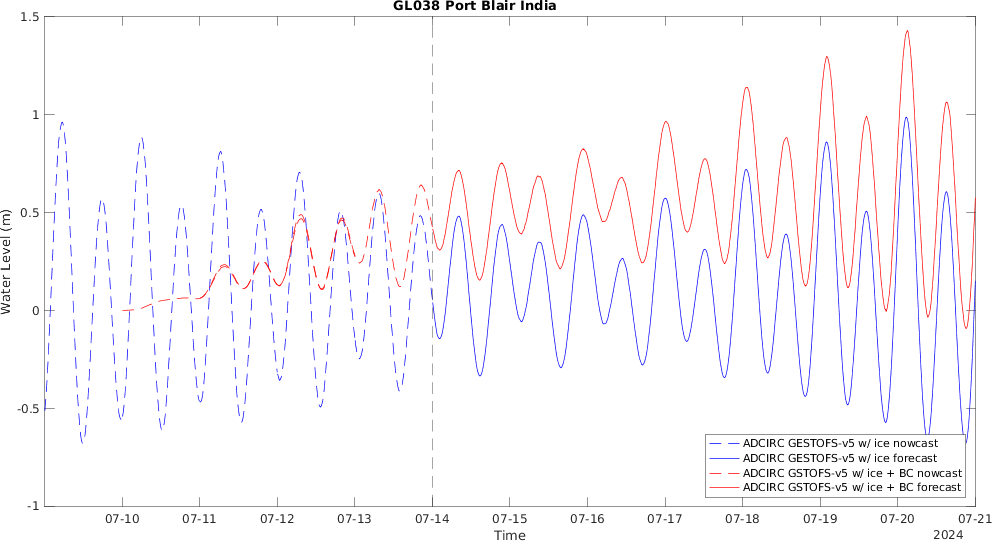 GL038 Port Blair India
1.5
1
0.5
0
-0.5
-1
Water Level (m)
ADCIRC GESTOFS-v5 w/ ice nowcast
ADCIRC GESTOFS-v5 w/ ice forecast
ADCIRC GSTOFS-v5 w/ ice + BC nowcast
ADCIRC GSTOFS-v5 w/ ice + BC forecast
07-10 07-11 07-12 07-13 07-14 07-15 07-16 07-17 07-18 07-19 07-20 07-21
Time
2024